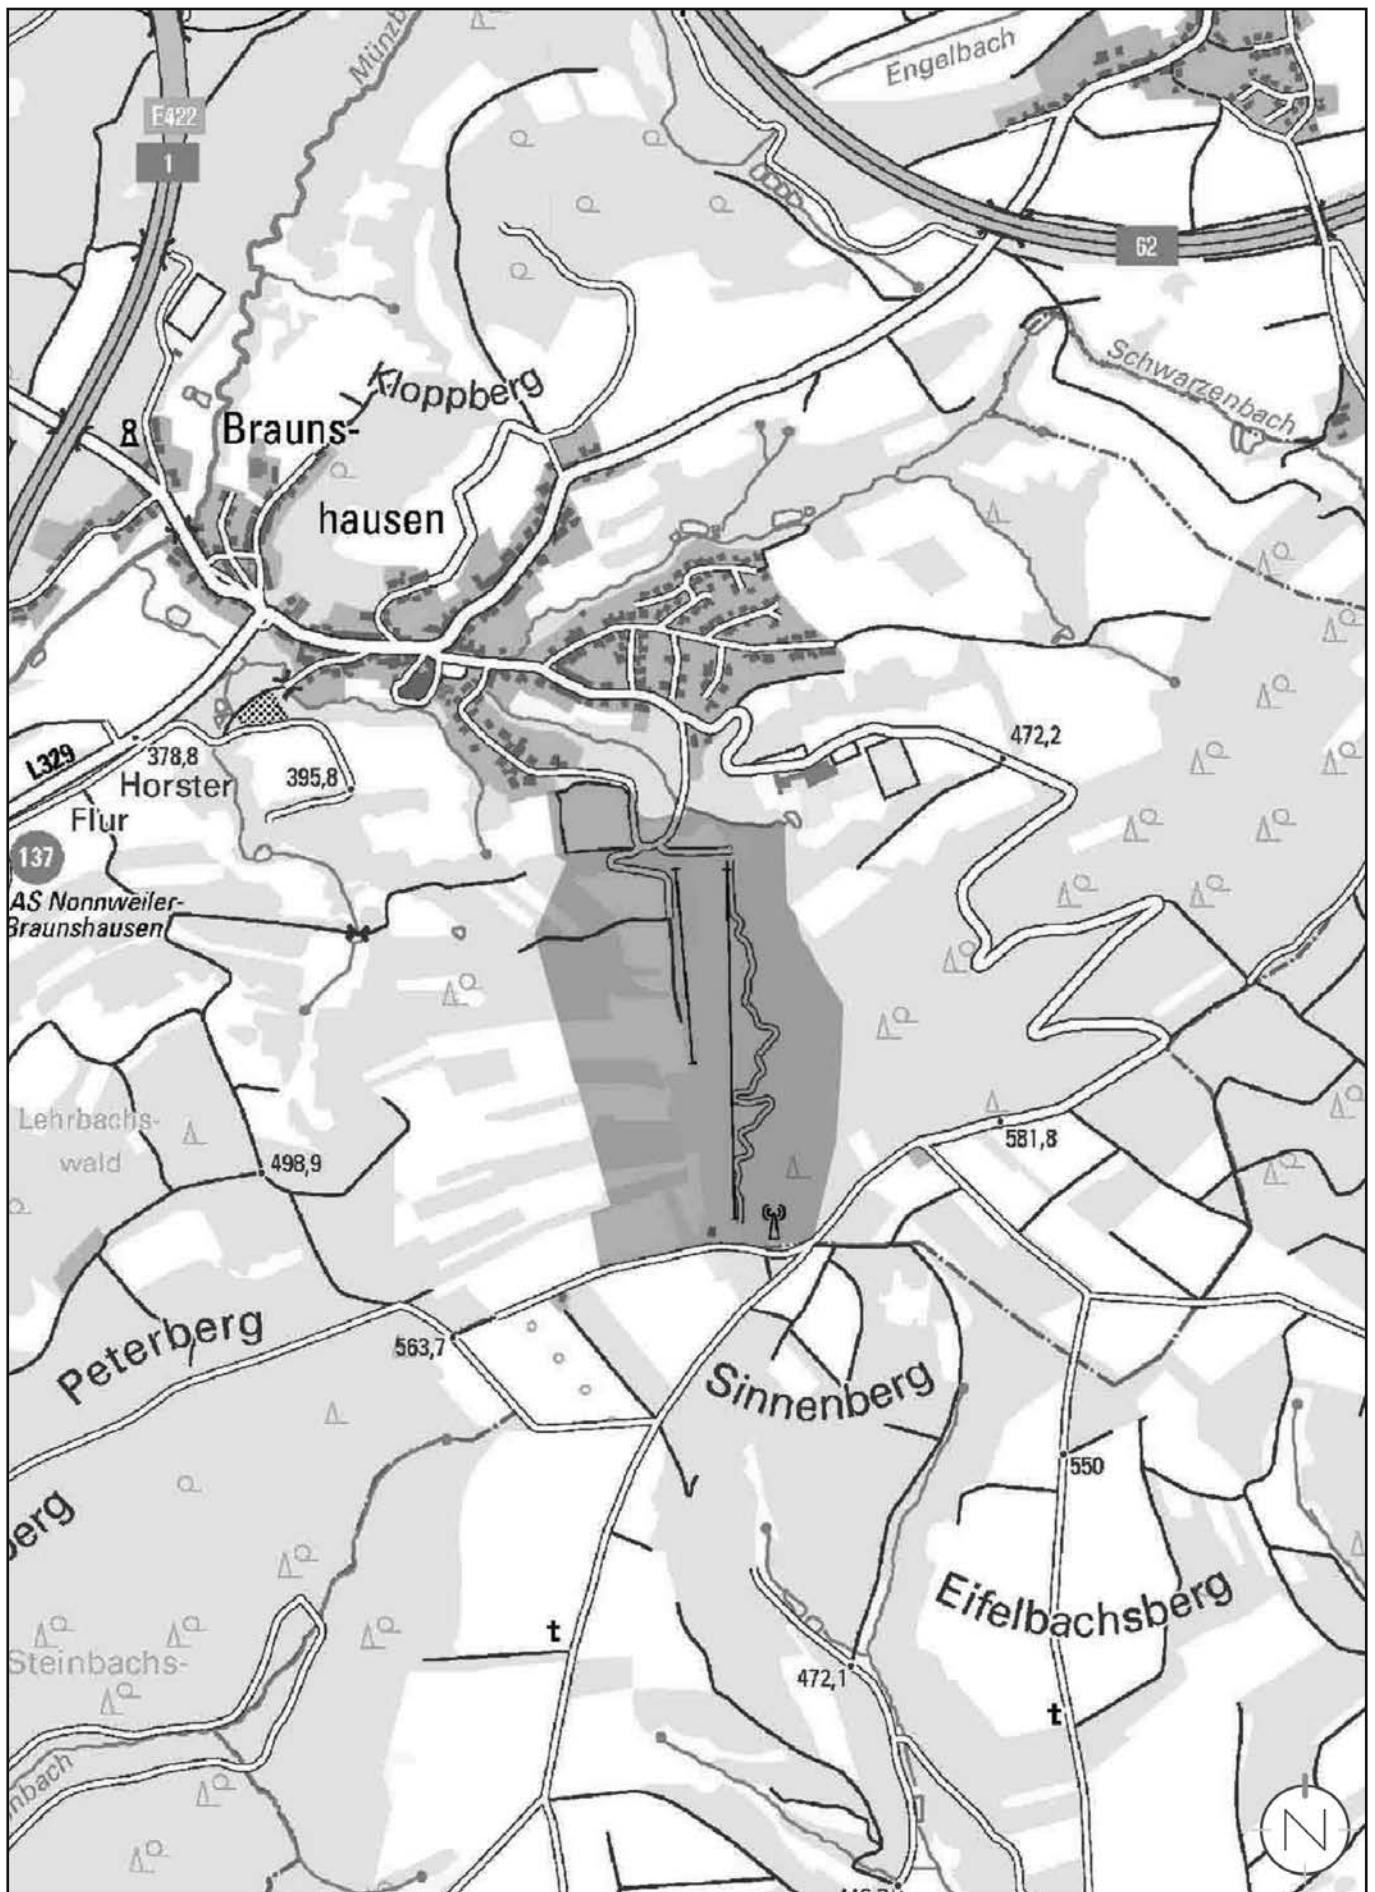 Engelbach
E422
1
62
Schwarzenbach
Kloppberg
Brauns-
hausen
472,2
L329
378,8
Horster
Flur
395,8
137
AS Nonnweiler-
Braunshausen
Lehrbachs-
wald
498,9
581,8
Peterberg
563,7
Sinnenberg
550
berg
Eifelbachsberg
Steinbachs-
t
472,1
t
nbach
N